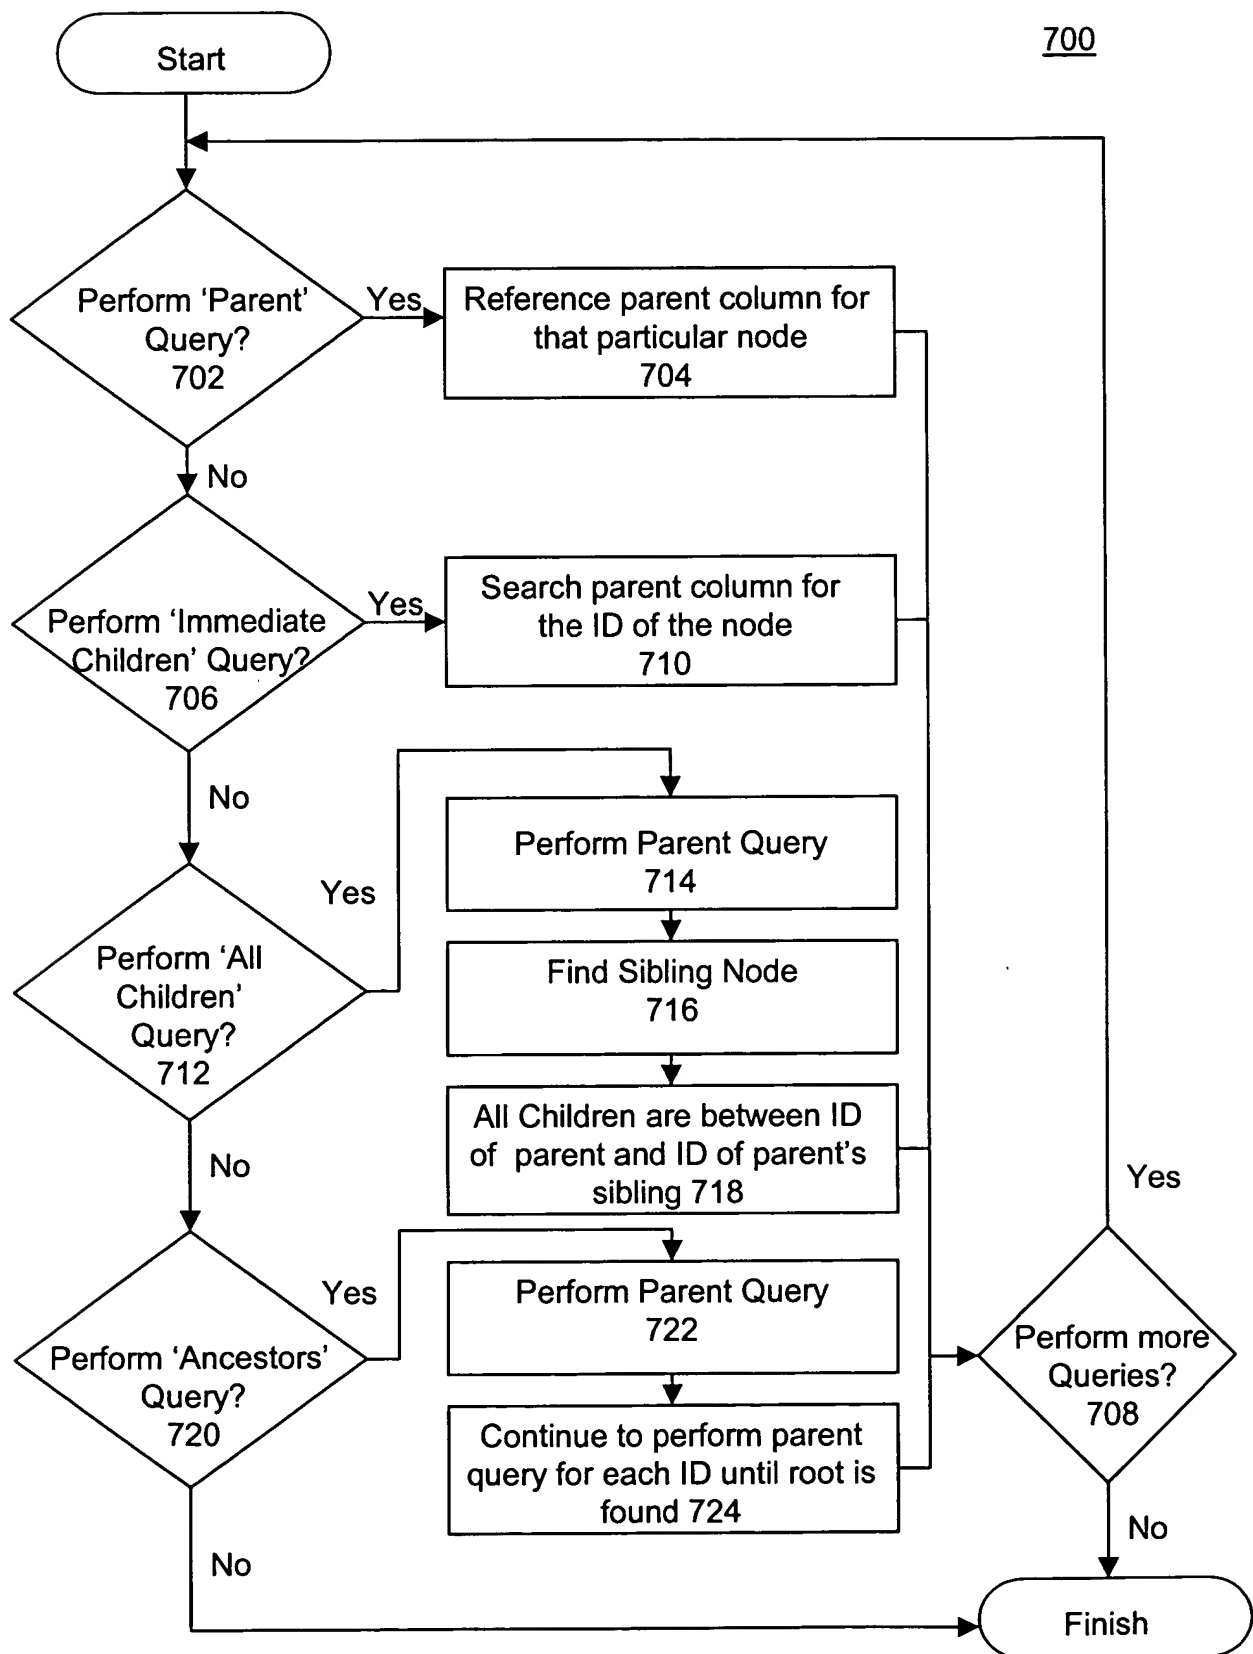 Start
700
Perform ‘Parent’
Query?
702
Yes
Reference parent column for
that particular node
704
No
Perform ‘Immediate
Children’ Query?
706
Yes
Search parent column for
the ID of the node
710
No
Perform ‘All
Children’
Query?
712
Yes
Perform Parent Query
714
Find Sibling Node
716
All Children are between ID
of parent and ID of parent’s
sibling 718
No
Perform ‘Ancestors’
Query?
720
Yes
Perform Parent Query
722
Continue to perform parent
query for each ID until root is
found 724
Yes
Perform more
Queries?
708
No
No
Finish